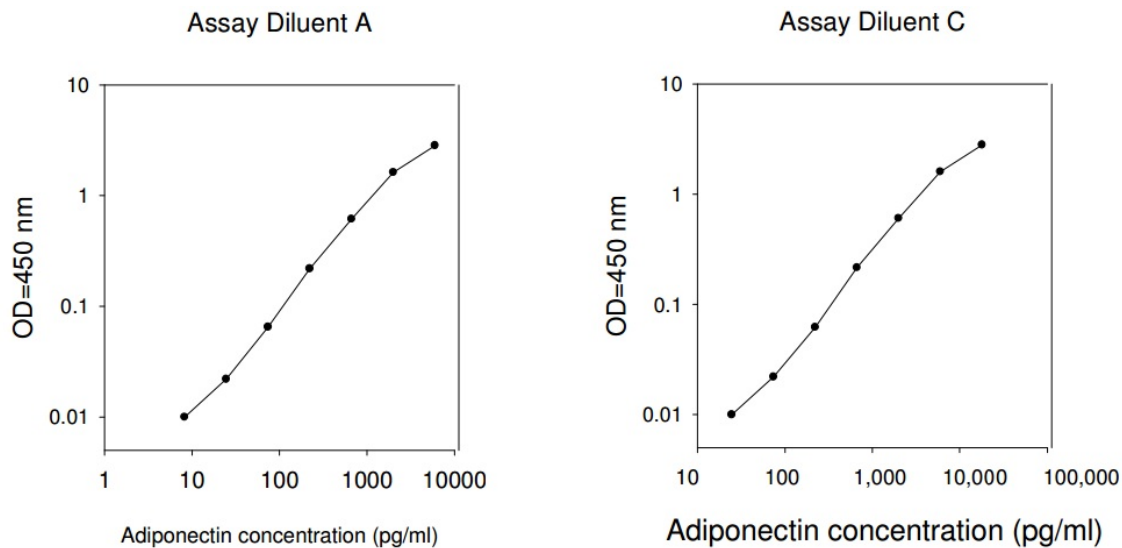 Assay Diluent A
10
1
0.1
0.01
OD=450 nm
1 10 100 1000 10000
Adiponectin concentration (pg/ml)
Assay Diluent C
10
1
0.1
0.01
OD=450 nm
10 100 1,000 10,000 100,000
Adiponectin concentration (pg/ml)